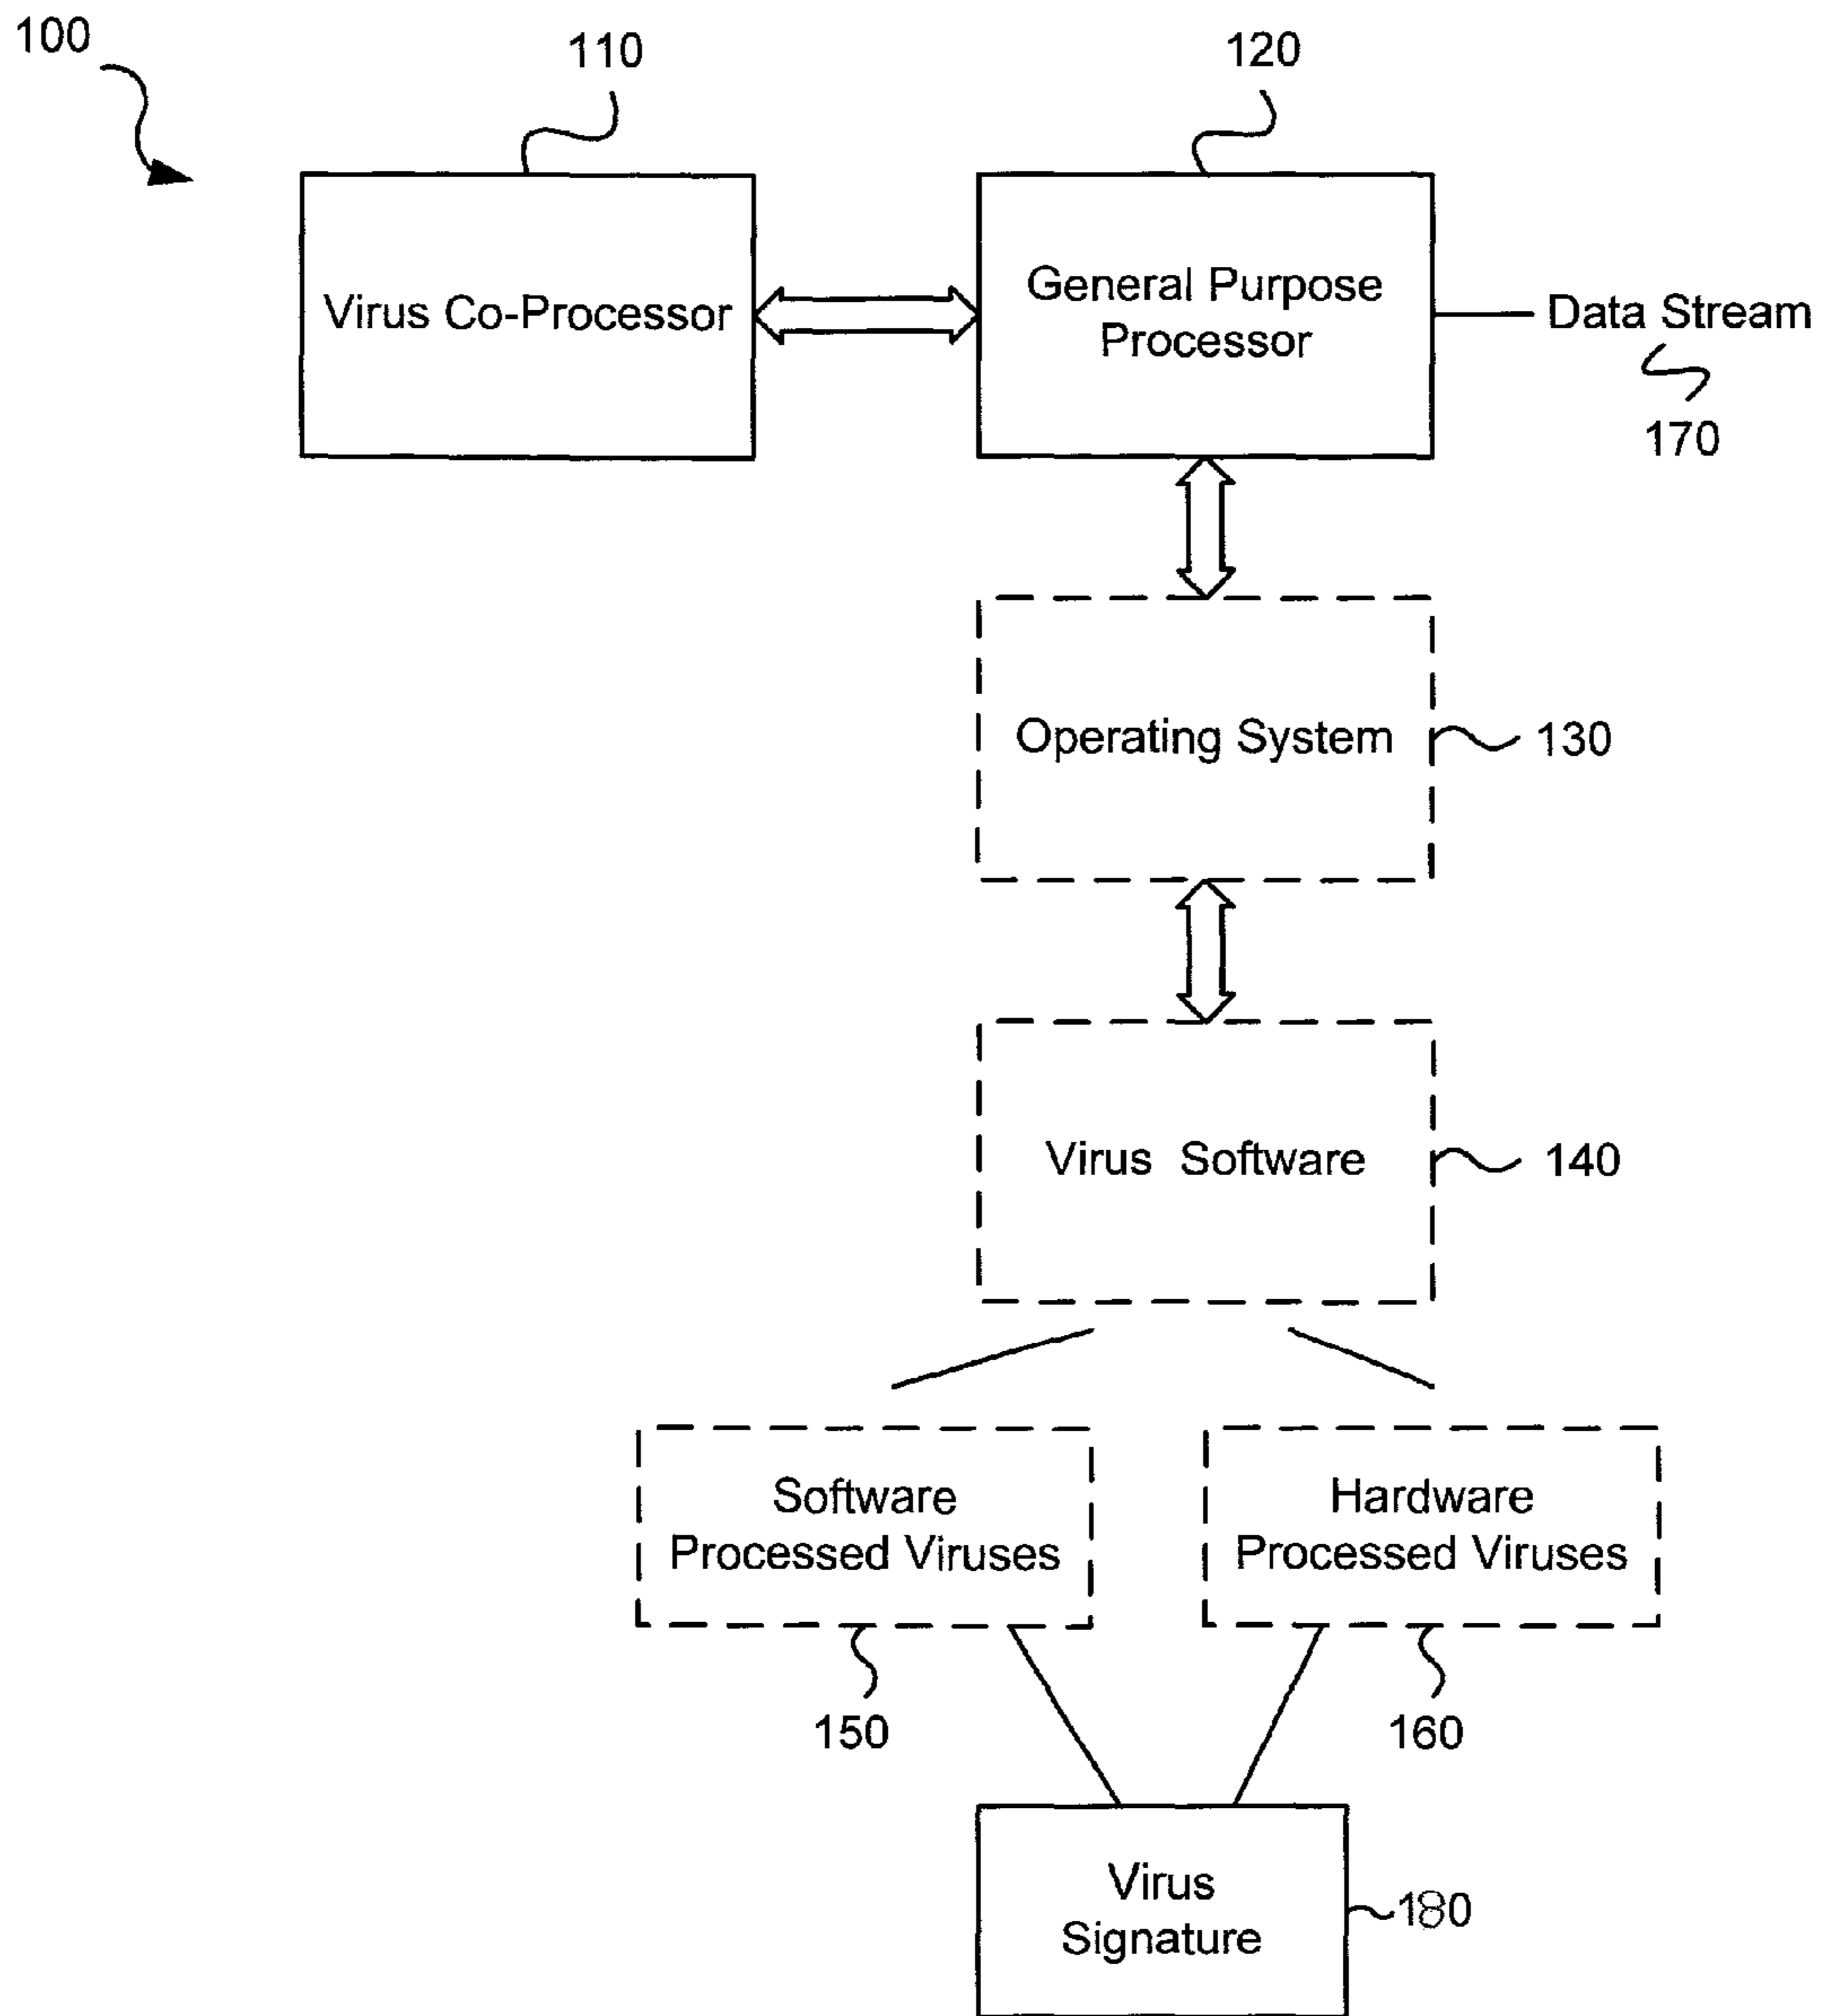 100
110
120
Virus Co-Processor
General Purpose
Processor
Data Stream
170
Operating System
130
Virus Software
140
Software
Processed Viruses
Hardware
Processed Viruses
150
160
Virus
Signature
180